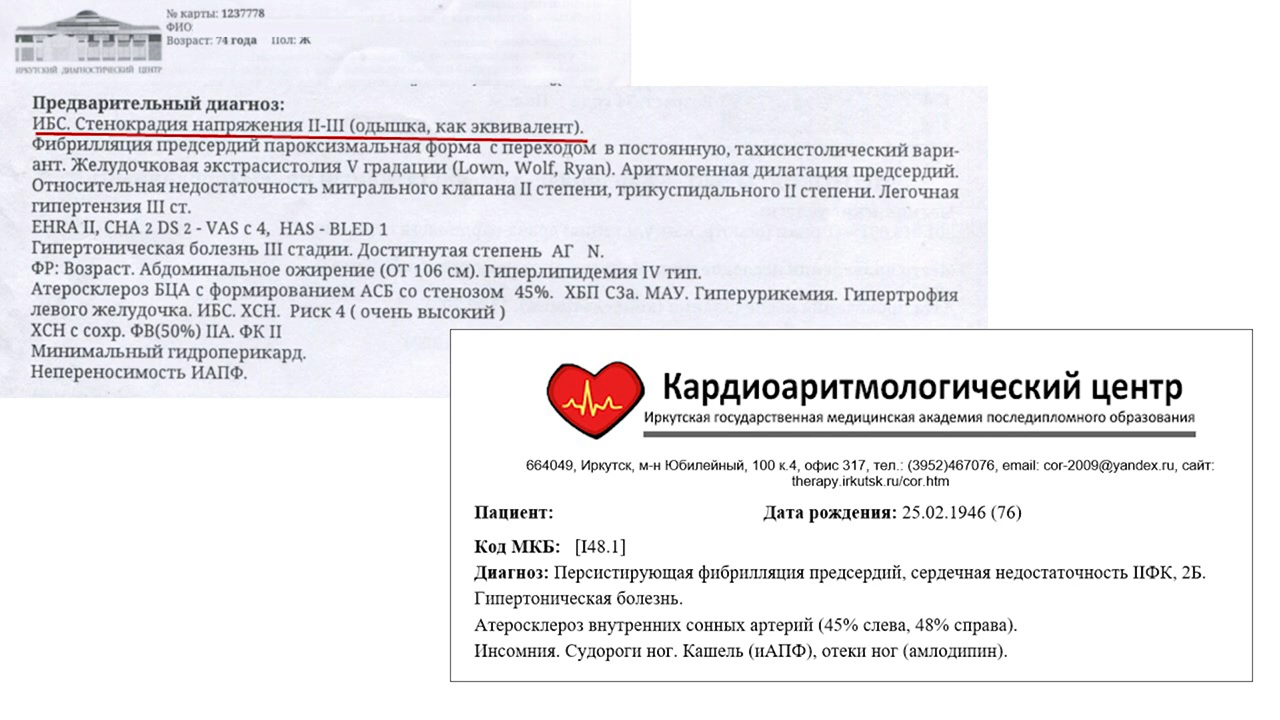 № карты: 1237778
ФИО
Возраст: 74 года Пол: Ж
ИРКУТСКИЙ ДИАГНОСТИЧЕСКИЙ ЦЕНТР
Предварительный диагноз:
ИБС. Стенокрадия напряжения II-III (одышка, как эквивалент).
Фибрилляция предсердий пароксизмальная форма с переходом в постоянную, тахисистолический вари-
ант. Желудочковая экстрасистолия V градации (Lown, Wolf, Ryan). Аритмогенная дилатация предсердий.
Относительная недостаточность митрального клапана II степени, трикуспидального II степени. Легочная
гипертензия III ст.
EHRA II, CHA 2 DS 2 - VAS c 4, HAS - BLED 1
Гипертоническая болезнь III стадии. Достигнутая степень АГ N.
ФР: Возраст. Абдоминальное ожирение (ОТ 106 см). Гиперлипидемия IV тип.
Атеросклероз БЦА с формированием АСБ со стенозом 45%. ХБП С3а. МАУ. Гиперурикемия. Гипертрофия
левого желудочка. ИБС. ХСН. Риск 4 ( очень высокий )
ХСН с сохр. ФВ(50%) IIA. ФК II
Минимальный гидроперикард.
Непереносимость ИАПФ.
Кардиоаритмологический центр
Иркутская государственная медицинская академия последипломного образования
664049, Иркутск, м-н Юбилейный, 100 к.4, офис 317, тел.: (3952)467076, email: cor-2009@yandex.ru, сайт:
therapy.irkutsk.ru/cor.htm
Пациент: Дата рождения: 25.02.1946 (76)
Код МКБ: [I48.1]
Диагноз: Персистирующая фибрилляция предсердий, сердечная недостаточность IIФК, 2Б.
Гипертоническая болезнь.
Атеросклероз внутренних сонных артерий (45% слева, 48% справа).
Инсомния. Судороги ног. Кашель (иАПФ), отеки ног (амлодипин).